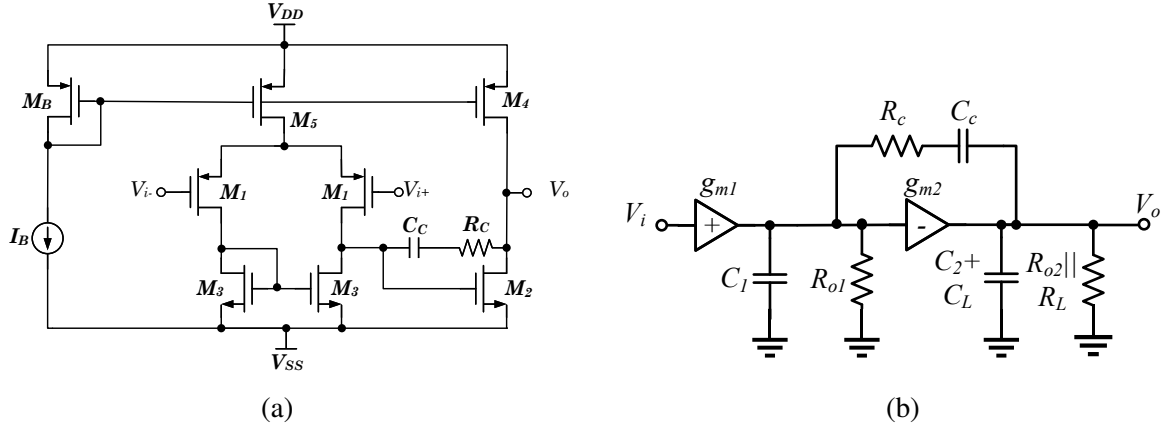 V_DD
M_B
M_5
M_4
V_i-
M_1
M_1
V_i+
V_o
I_B
C_C
R_C
M_3
M_3
M_2
V_SS
(a)
R_c
C_c
g_m1
g_m2
V_i
+
-
V_o
C_1
R_o1
C_2+
C_L
R_o2||
R_L
(b)